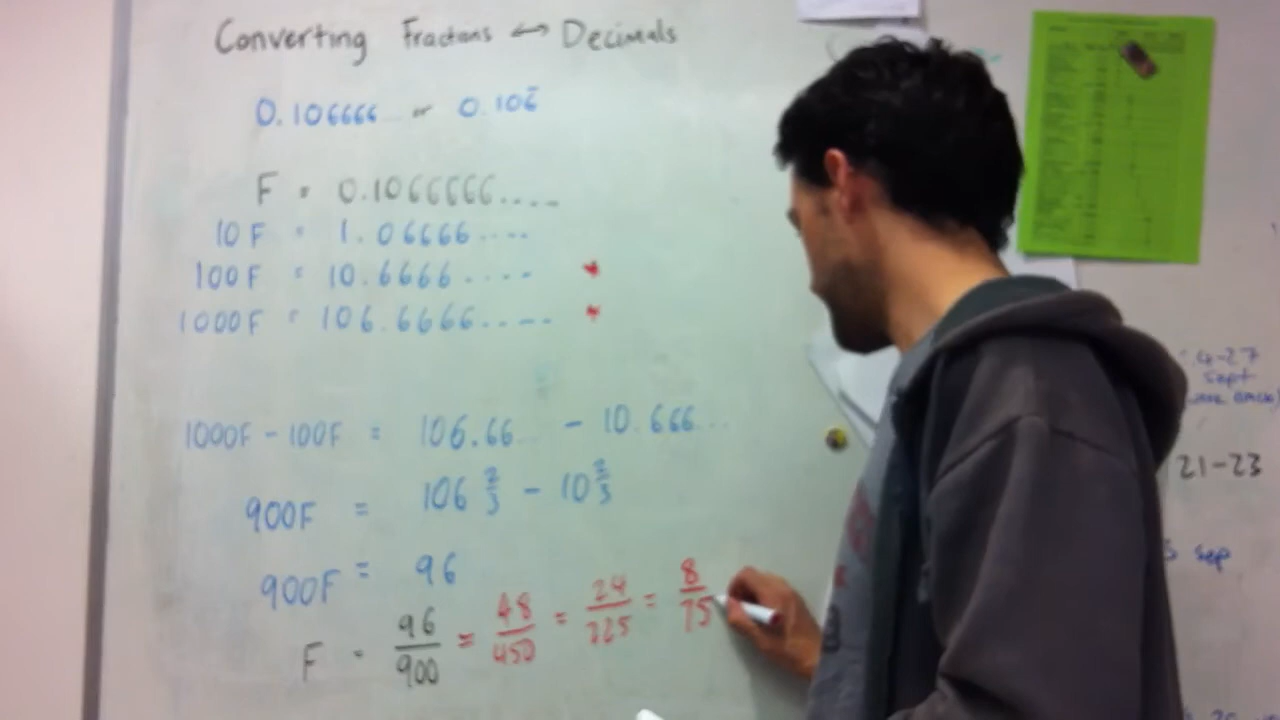 Converting Fractions ↔ Decimals
0.106666... or 0.106̄
F = 0.1066666....
10F = 1.06666....
100F = 10.6666.... *
1000F = 106.6666..... *
1000F - 100F = 106.66... - 10.666...
900F = 106 2/3 - 10 2/3
900F = 96
F = 96/900 = 48/450 = 24/225 = 8/75
Sept
21-23
Sep